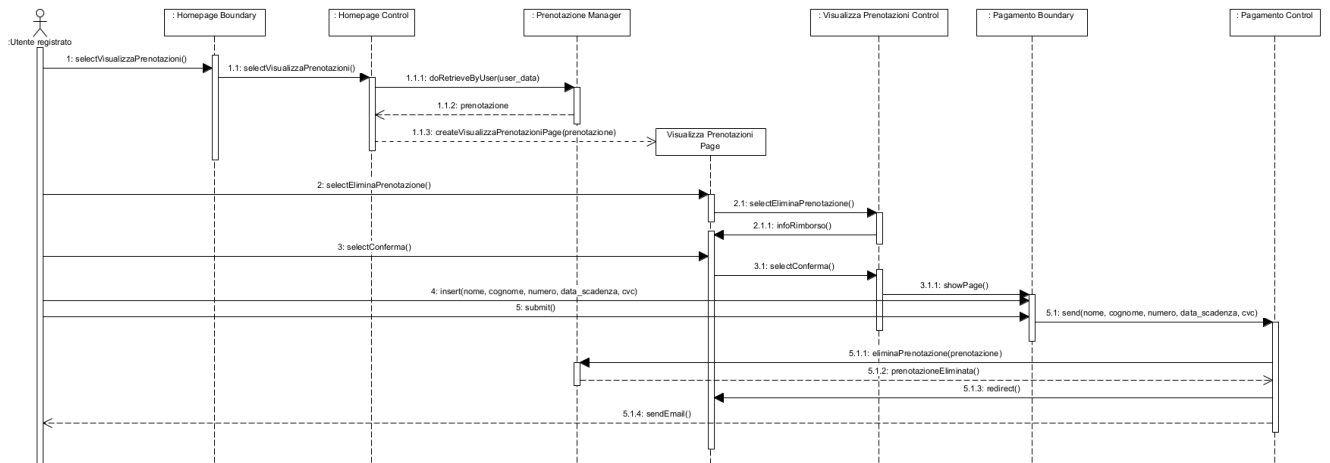 : Homepage Boundary
: Homepage Control
: Prenotazione Manager
: Visualizza Prenotazioni Control
: Pagamento Boundary
: Pagamento Control
:Utente registrato
1: selectVisualizzaPrenotazioni()
1.1: selectVisualizzaPrenotazioni()
1.1.1: doRetrieveByUser(user_data)
1.1.2: prenotazione
1.1.3: createVisualizzaPrenotazioniPage(prenotazione)
Visualizza Prenotazioni
Page
2: selectEliminaPrenotazione()
2.1: selectEliminaPrenotazione()
2.1.1: infoRimborso()
3: selectConferma()
3.1: selectConferma()
3.1.1: showPage()
4: insert(nome, cognome, numero, data_scadenza, cvc)
5: submit()
5.1: send(nome, cognome, numero, data_scadenza, cvc)
5.1.1: eliminaPrenotazione(prenotazione)
5.1.2: prenotazioneEliminata()
5.1.3: redirect()
5.1.4: sendEmail()